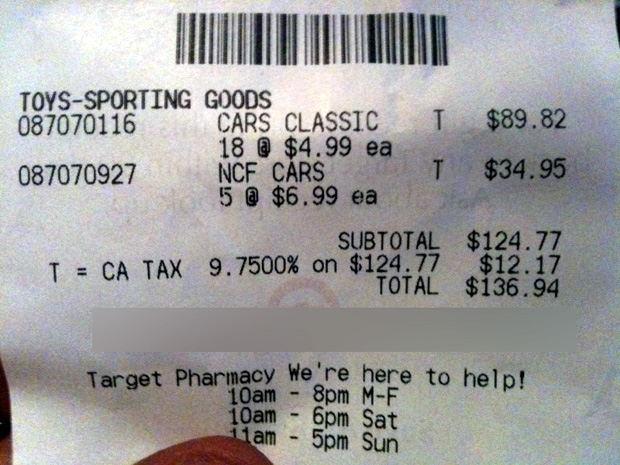 TOYS-SPORTING GOODS
087070116 CARS CLASSIC T $89.82
18 @ $4.99 ea
087070927 NCF CARS T $34.95
5 @ $6.99 ea
SUBTOTAL $124.77
T = CA TAX 9.7500% on $124.77 $12.17
TOTAL $136.94
Target Pharmacy We're here to help!
10am - 8pm M-F
10am - 6pm Sat
11am - 5pm Sun